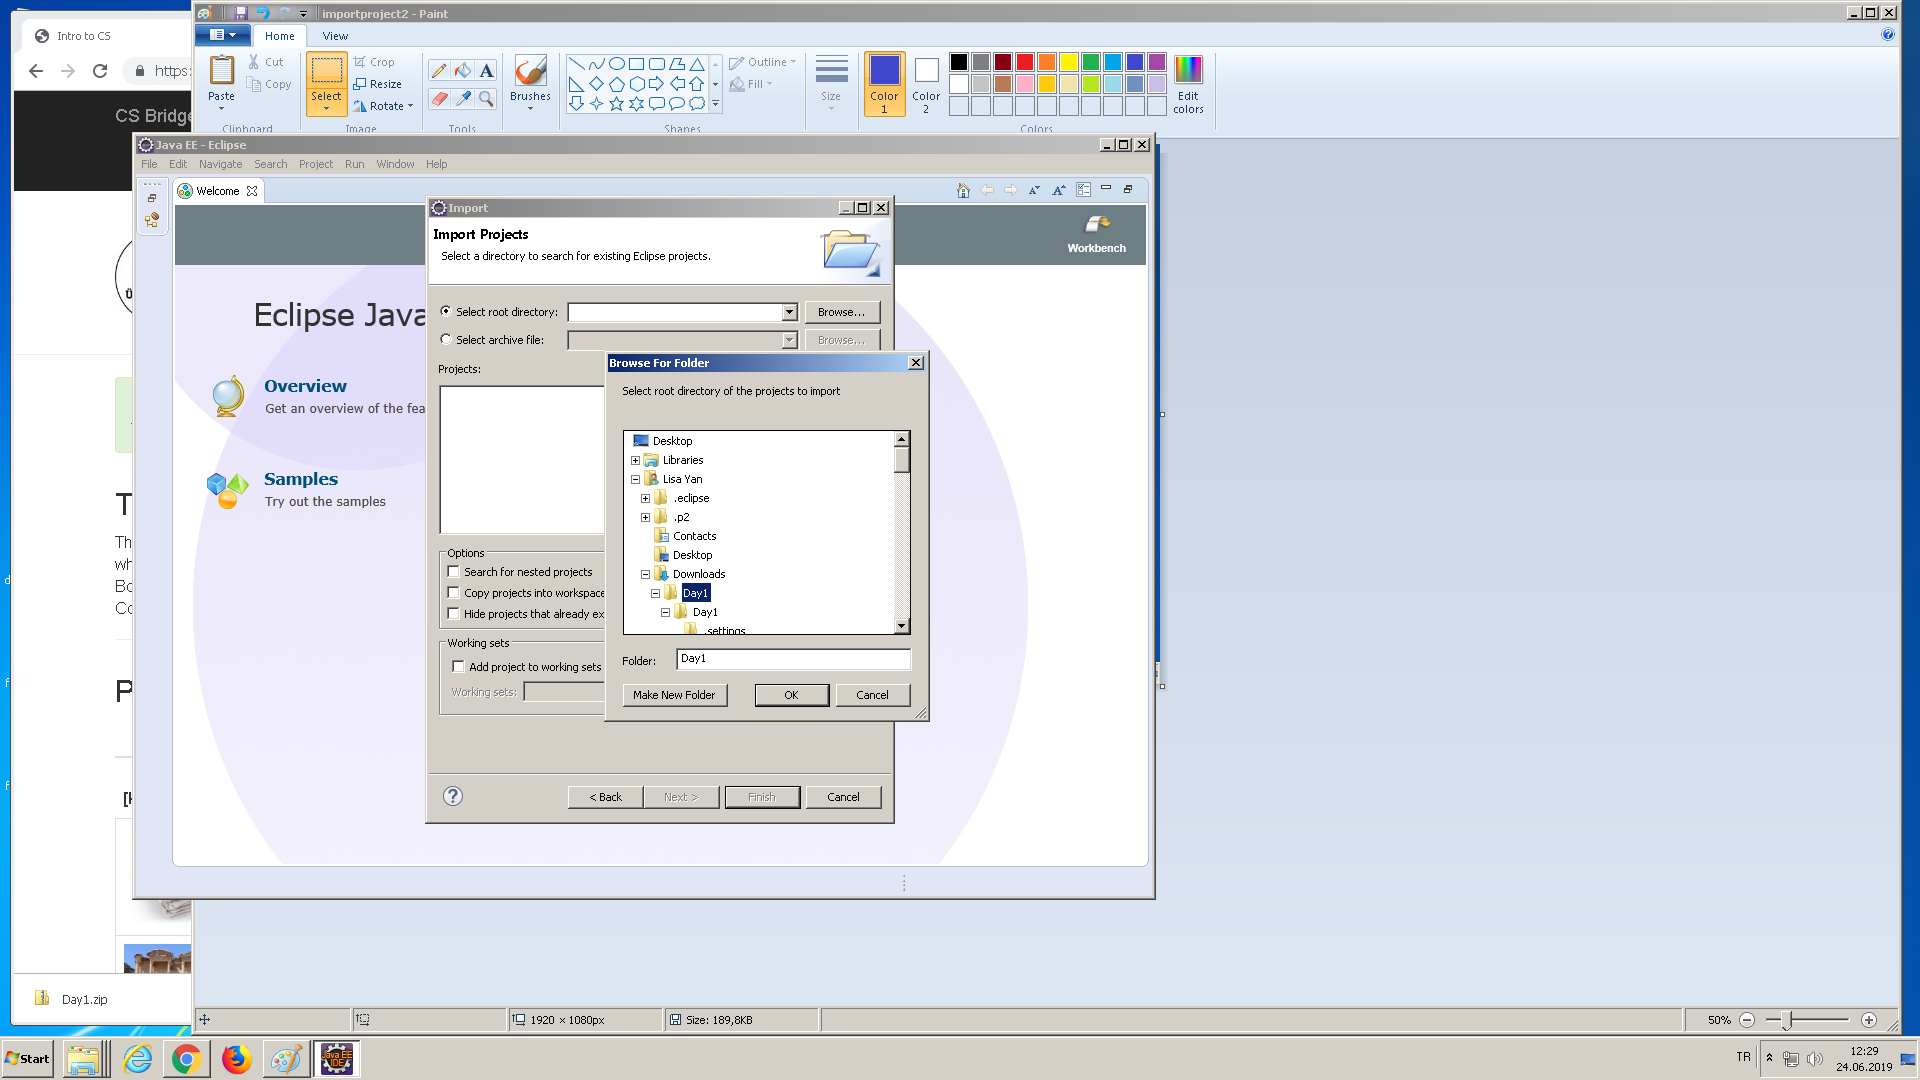 Intro to CS
https:
CS Bridge
importproject2 - Paint
Home
View
Paste
Cut
Copy
Clipboard
Select
Crop
Resize
Rotate
Image
Tools
Brushes
Shapes
Outline
Fill
Size
Color 1
Color 2
Edit colors
Colors
Java EE - Eclipse
File Edit Navigate Search Project Run Window Help
Welcome
Workbench
Eclipse Java
Overview
Get an overview of the fea
Samples
Try out the samples
Import
Import Projects
Select a directory to search for existing Eclipse projects.
Select root directory:
Browse...
Select archive file:
Browse...
Projects:
Options
Search for nested projects
Copy projects into workspace
Hide projects that already ex
Working sets
Add project to working sets
Working sets:
< Back
Next >
Finish
Cancel
Browse For Folder
Select root directory of the projects to import
Desktop
Libraries
Lisa Yan
.eclipse
.p2
Contacts
Desktop
Downloads
Day1
Day1
.settings
Folder: Day1
Make New Folder
OK
Cancel
Day1.zip
1920 × 1080px
Size: 189,8KB
50%
Start
Java EE
IDE
TR
12:29
24.06.2019